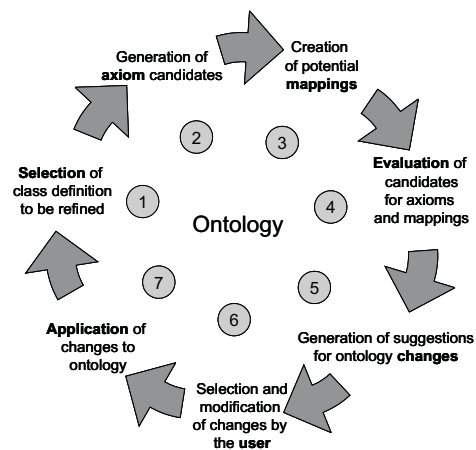 Selection of
class definition
to be refined
1
Generation of
axiom candidates
2
Creation
of potential
mappings
3
Evaluation of
candidates
for axioms
and mappings
4
Generation of suggestions
for ontology changes
5
Selection and
modification
of changes by
the user
6
Application of
changes to
ontology
7
Ontology